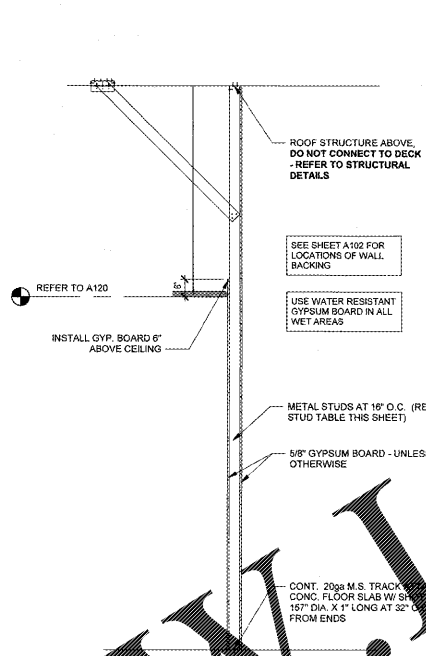 ROOF STRUCTURE ABOVE,
DO NOT CONNECT TO DECK
- REFER TO STRUCTURAL
DETAILS
SEE SHEET A102 FOR
LOCATIONS OF WALL
BACKING
6"
REFER TO A120
USE WATER RESISTANT
GYPSUM BOARD IN ALL
WET AREAS
INSTALL GYP. BOARD 6"
ABOVE CEILING
METAL STUDS AT 16" O.C. (RE
STUD TABLE THIS SHEET)
5/8" GYPSUM BOARD - UNLES
OTHERWISE
CONT. 20ga M.S. TRACK
CONC. FLOOR SLAB W/
157" DIA. X 1" LONG AT 32"
FROM ENDS